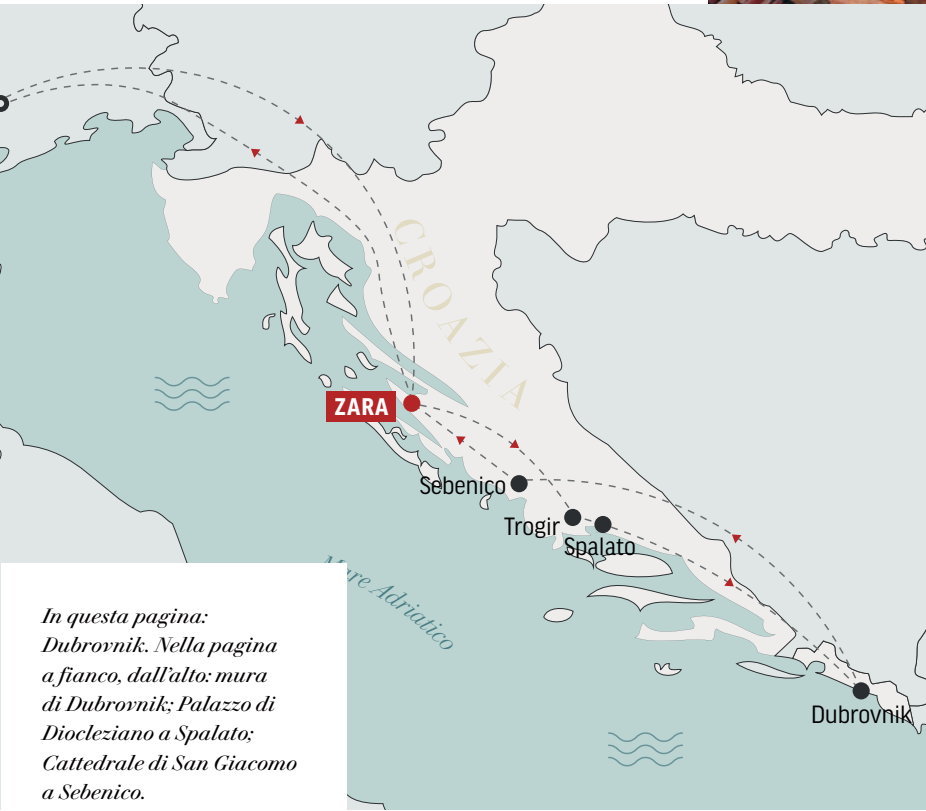 CROAZIA
ZARA
Sebenico
Trogir
Spalato
Mare Adriatico
Dubrovnik
In questa pagina:
Dubrovnik. Nella pagina
a fianco, dall’alto: mura
di Dubrovnik; Palazzo di
Diocleziano a Spalato;
Cattedrale di San Giacomo
a Sebenico.